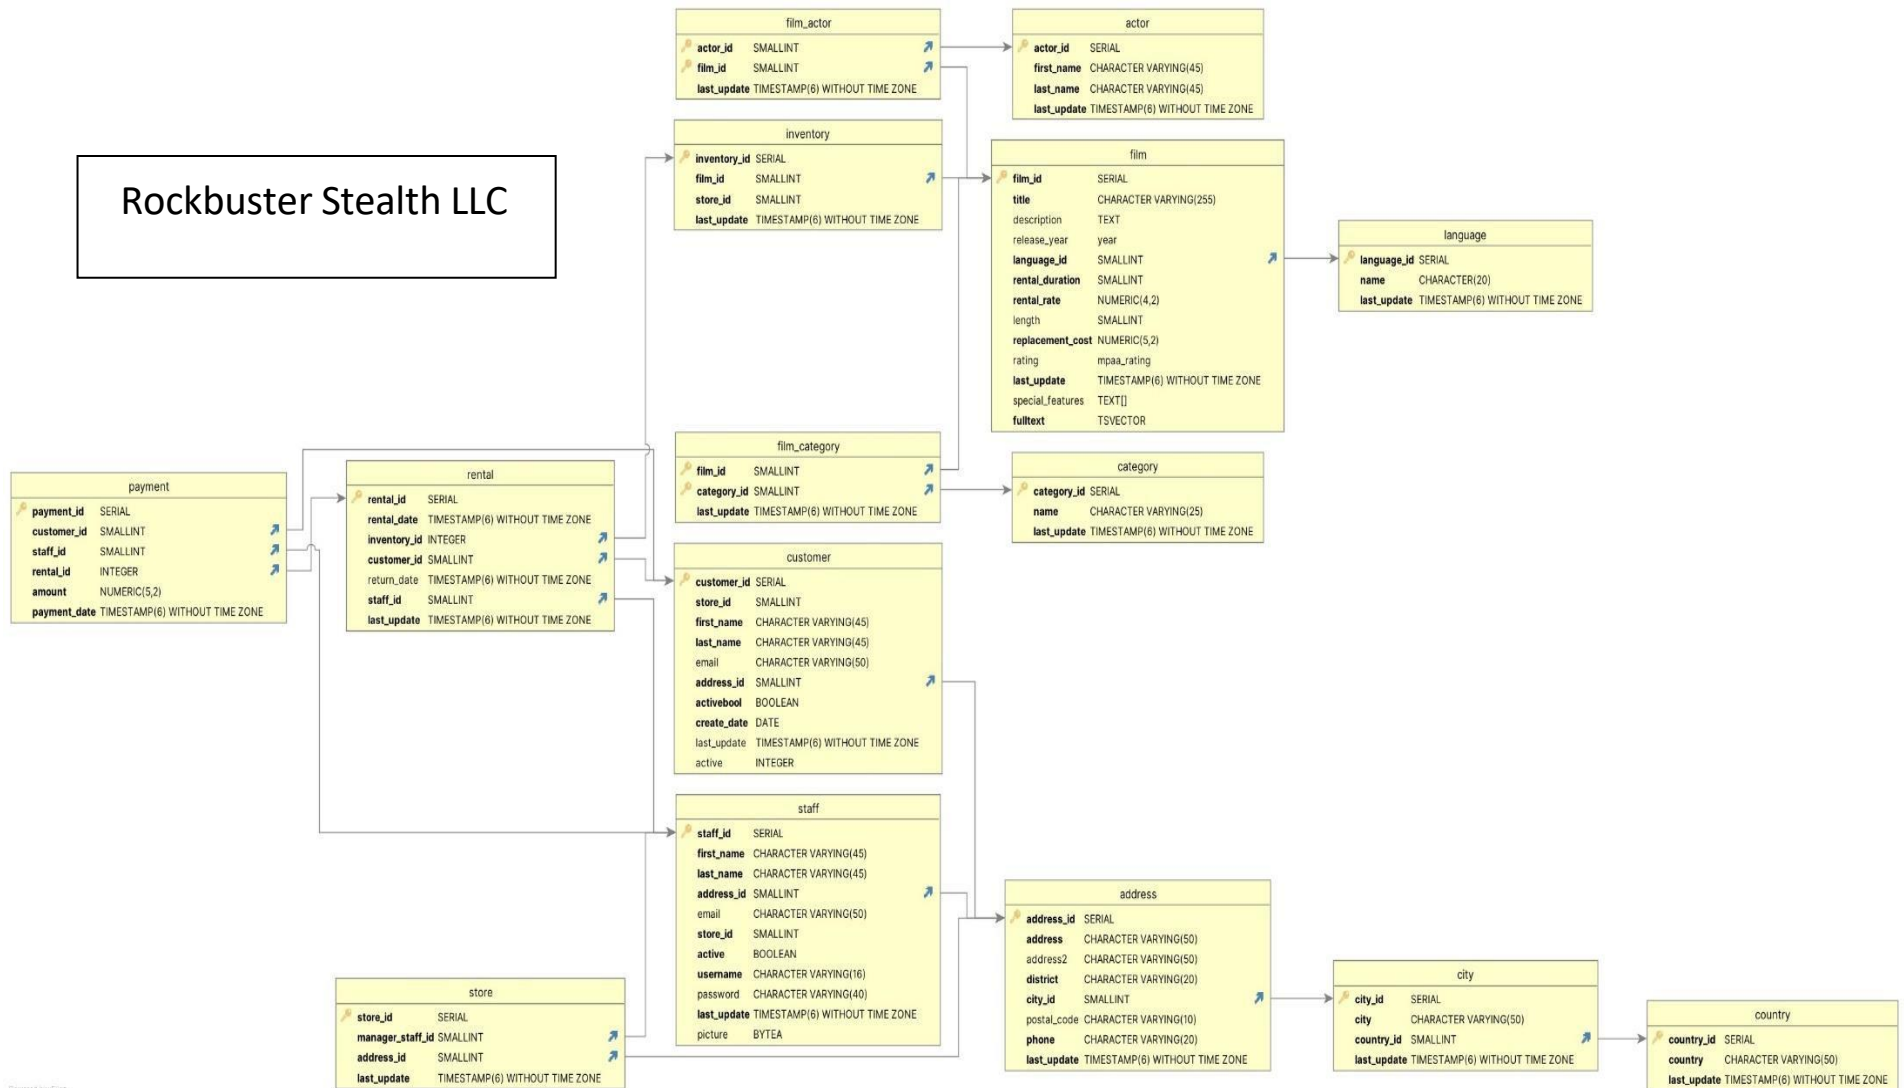 film_actor
actor_id SMALLINT
film_id SMALLINT
last_update TIMESTAMP(6) WITHOUT TIME ZONE
actor
actor_id SERIAL
first_name CHARACTER VARYING(45)
last_name CHARACTER VARYING(45)
last_update TIMESTAMP(6) WITHOUT TIME ZONE
Rockbuster Stealth LLC
inventory
inventory_id SERIAL
film_id SMALLINT
store_id SMALLINT
last_update TIMESTAMP(6) WITHOUT TIME ZONE
film
film_id SERIAL
title CHARACTER VARYING(255)
description TEXT
release_year year
language_id SMALLINT
rental_duration SMALLINT
rental_rate NUMERIC(4,2)
length SMALLINT
replacement_cost NUMERIC(5,2)
rating mpaa_rating
last_update TIMESTAMP(6) WITHOUT TIME ZONE
special_features TEXT[]
fulltext TSVECTOR
language
language_id SERIAL
name CHARACTER(20)
last_update TIMESTAMP(6) WITHOUT TIME ZONE
film_category
film_id SMALLINT
category_id SMALLINT
last_update TIMESTAMP(6) WITHOUT TIME ZONE
category
category_id SERIAL
name CHARACTER VARYING(25)
last_update TIMESTAMP(6) WITHOUT TIME ZONE
payment
payment_id SERIAL
customer_id SMALLINT
staff_id SMALLINT
rental_id INTEGER
amount NUMERIC(5,2)
payment_date TIMESTAMP(6) WITHOUT TIME ZONE
rental
rental_id SERIAL
rental_date TIMESTAMP(6) WITHOUT TIME ZONE
inventory_id INTEGER
customer_id SMALLINT
return_date TIMESTAMP(6) WITHOUT TIME ZONE
staff_id SMALLINT
last_update TIMESTAMP(6) WITHOUT TIME ZONE
customer
customer_id SERIAL
store_id SMALLINT
first_name CHARACTER VARYING(45)
last_name CHARACTER VARYING(45)
email CHARACTER VARYING(50)
address_id SMALLINT
activebool BOOLEAN
create_date DATE
last_update TIMESTAMP(6) WITHOUT TIME ZONE
active INTEGER
staff
staff_id SERIAL
first_name CHARACTER VARYING(45)
last_name CHARACTER VARYING(45)
address_id SMALLINT
email CHARACTER VARYING(50)
store_id SMALLINT
active BOOLEAN
username CHARACTER VARYING(16)
password CHARACTER VARYING(40)
last_update TIMESTAMP(6) WITHOUT TIME ZONE
picture BYTEA
store
store_id SERIAL
manager_staff_id SMALLINT
address_id SMALLINT
last_update TIMESTAMP(6) WITHOUT TIME ZONE
address
address_id SERIAL
address CHARACTER VARYING(50)
address2 CHARACTER VARYING(50)
district CHARACTER VARYING(20)
city_id SMALLINT
postal_code CHARACTER VARYING(10)
phone CHARACTER VARYING(20)
last_update TIMESTAMP(6) WITHOUT TIME ZONE
city
city_id SERIAL
city CHARACTER VARYING(50)
country_id SMALLINT
last_update TIMESTAMP(6) WITHOUT TIME ZONE
country
country_id SERIAL
country CHARACTER VARYING(50)
last_update TIMESTAMP(6) WITHOUT TIME ZONE